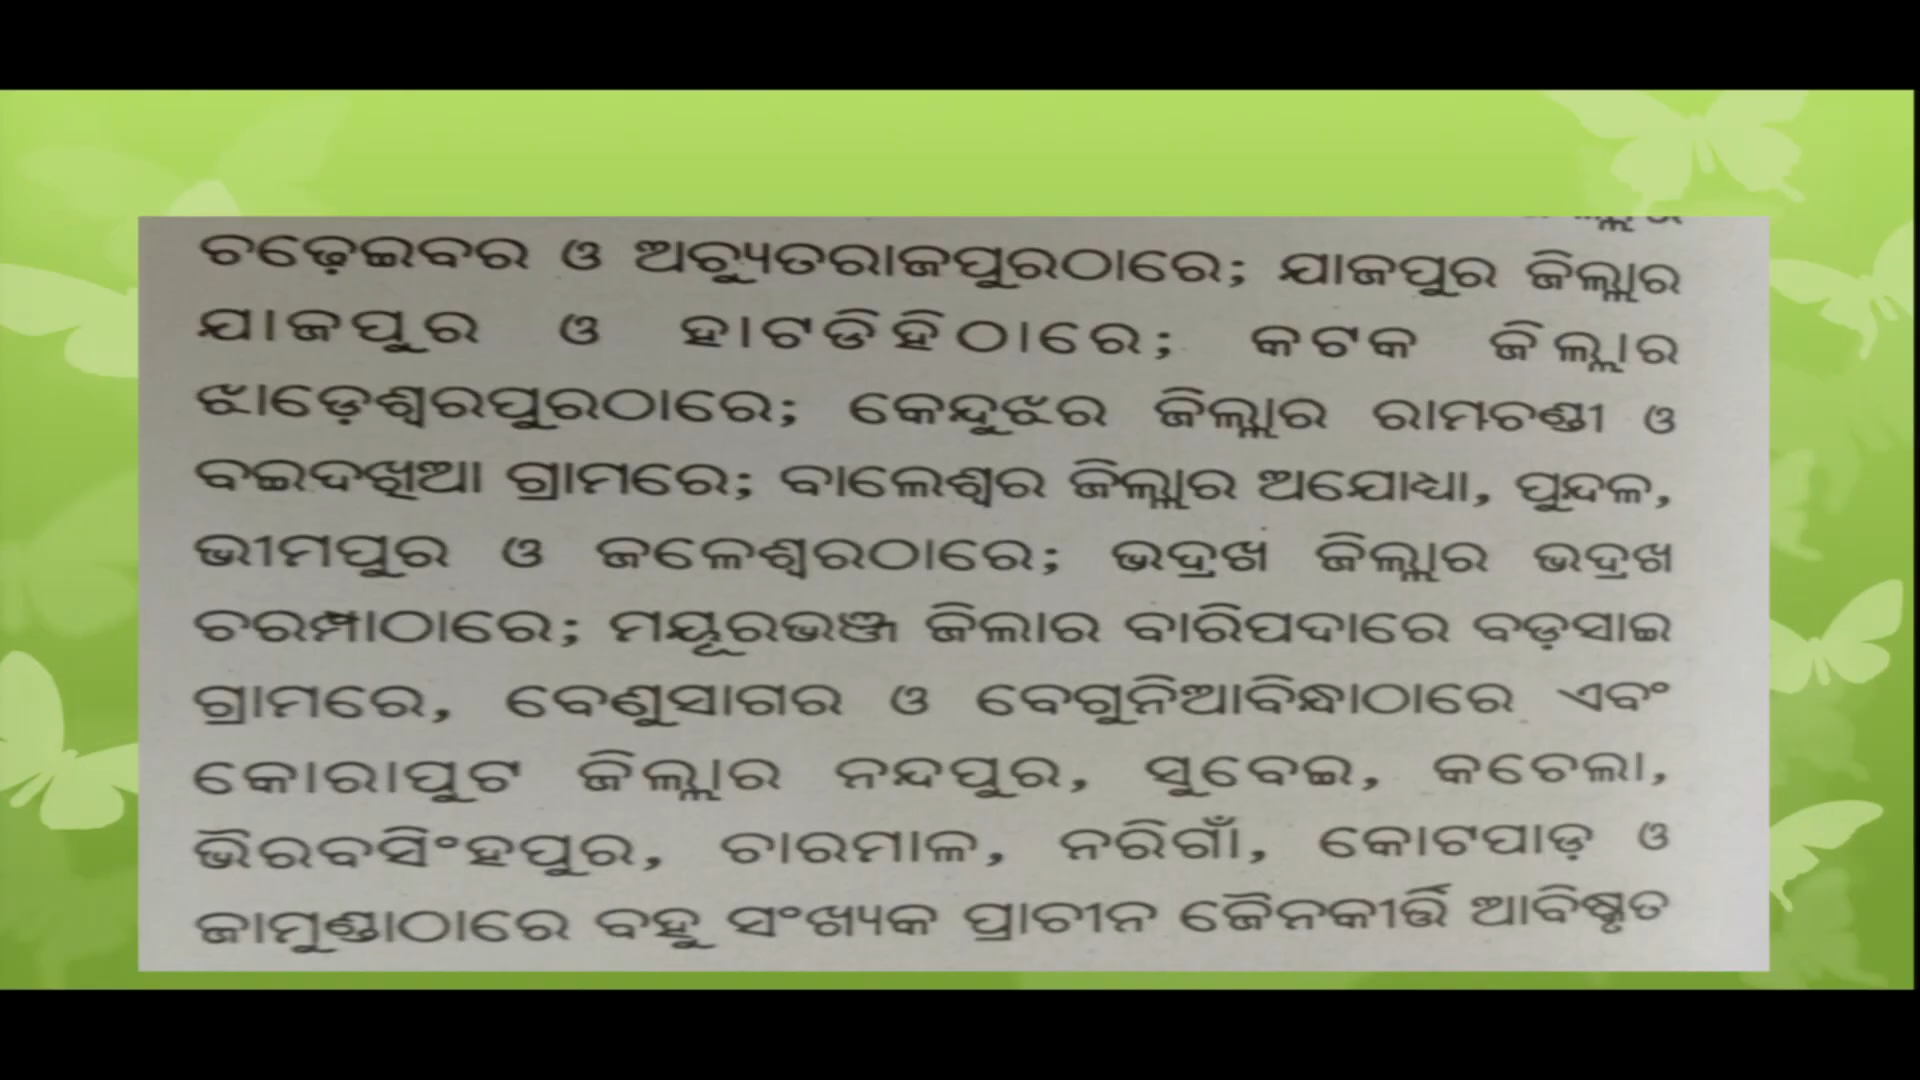 ଚଢ଼େଇବର ଓ ଅଚ୍ୟୁତରାଜପୁରଠାରେ; ଯାଜପୁର ଜିଲ୍ଲାର
ଯାଜପୁର ଓ ହାଟଡିହିଠାରେ; କଟକ ଜିଲ୍ଲାର
ଝାଡ଼େଶ୍ୱରପୁରଠାରେ; କେନ୍ଦୁଝର ଜିଲ୍ଲାର ରାମଚଣ୍ଡୀ ଓ
ବଇଦଖିଆ ଗ୍ରାମରେ; ବାଲେଶ୍ୱର ଜିଲ୍ଲାର ଅଯୋଧ୍ୟା, ପୁନ୍ଦଳ,
ଭୀମପୁର ଓ ଜଳେଶ୍ୱରଠାରେ; ଭଦ୍ରଖ ଜିଲ୍ଲାର ଭଦ୍ରଖ
ଚରମ୍ପାଠାରେ; ମୟୂରଭଞ୍ଜ ଜିଲାର ବାରିପଦାରେ ବଡ଼ସାଇ
ଗ୍ରାମରେ, ବେଣୁସାଗର ଓ ବେଗୁନିଆବିନ୍ଧାଠାରେ ଏବଂ
କୋରାପୁଟ ଜିଲ୍ଲାର ନନ୍ଦପୁର, ସୁବେଇ, କଚେଲା,
ଭୈରବସିଂହପୁର, ଚାରମାଳ, ନରିଗାଁ, କୋଟପାଡ଼ ଓ
ଜାମୁଣ୍ଡାଠାରେ ବହୁ ସଂଖ୍ୟକ ପ୍ରାଚୀନ ଜୈନକୀର୍ତ୍ତି ଆବିଷ୍କୃତ